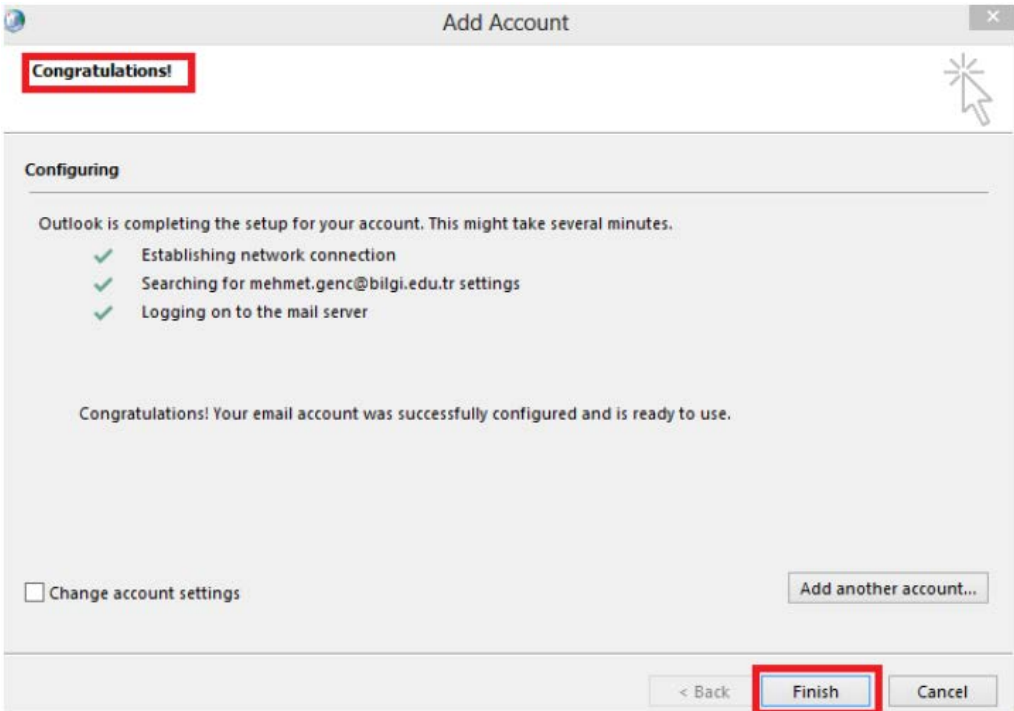 Add Account
Congratulations!
Configuring
Outlook is completing the setup for your account. This might take several minutes.
Establishing network connection
Searching for mehmet.genc@bilgi.edu.tr settings
Logging on to the mail server
Congratulations! Your email account was successfully configured and is ready to use.
Change account settings
Add another account...
< Back
Finish
Cancel